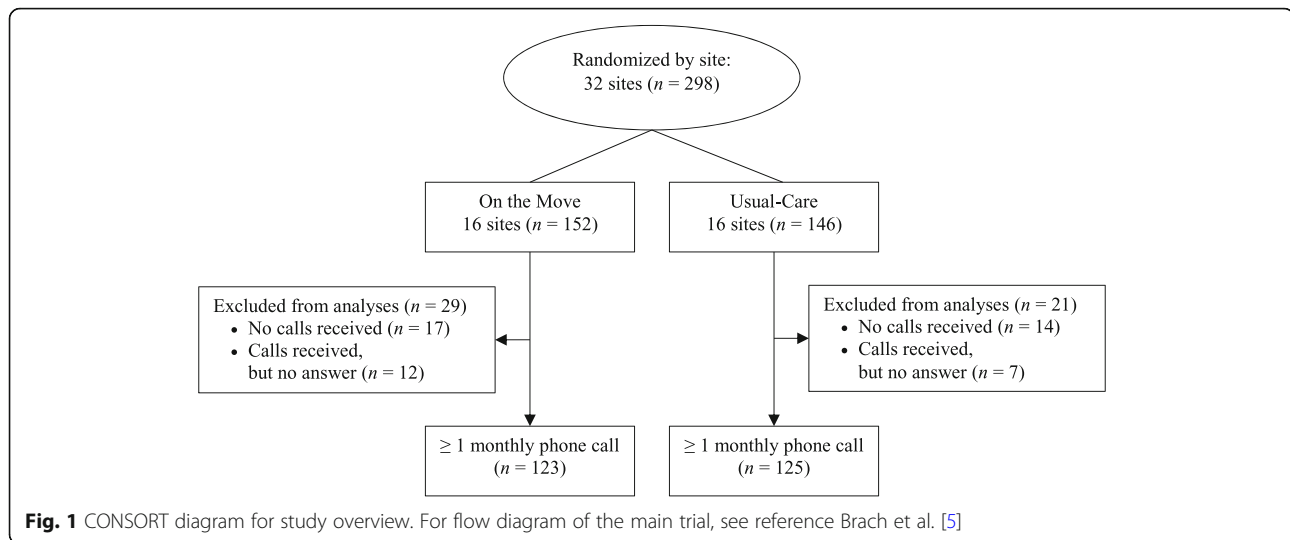 Randomized by site:
32 sites (n = 298)
On the Move
16 sites (n = 152)
Usual-Care
16 sites (n = 146)
Excluded from analyses (n = 29)
• No calls received (n = 17)
• Calls received,
but no answer (n = 12)
Excluded from analyses (n = 21)
• No calls received (n = 14)
• Calls received,
but no answer (n = 7)
≥ 1 monthly phone call
(n = 123)
≥ 1 monthly phone call
(n = 125)
Fig. 1 CONSORT diagram for study overview. For flow diagram of the main trial, see reference Brach et al. [5]